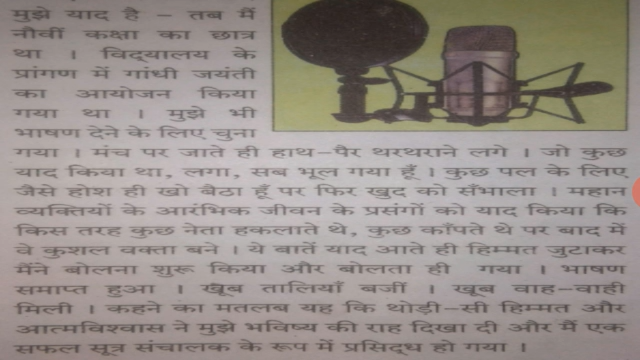 मुझे याद है – तब मैं
नौवीं कक्षा का छात्र
था । विद्यालय के
प्रांगण में गांधी जयंती
का आयोजन किया
गया था । मुझे भी
भाषण देने के लिए चुना
गया । मंच पर जाते ही हाथ-पैर थरथराने लगे । जो कुछ
याद किया था, लगा, सब भूल गया हूँ । कुछ पल के लिए
जैसे होश ही खो बैठा हूँ पर फिर खुद को सँभाला । महान
व्यक्तियों के आरंभिक जीवन के प्रसंगों को याद किया कि
किस तरह कुछ नेता हकलाते थे, कुछ काँपते थे पर बाद में
वे कुशल वक्ता बने । ये बातें याद आते ही हिम्मत जुटाकर
मैंने बोलना शुरू किया और बोलता ही गया । भाषण
समाप्त हुआ । खूब तालियाँ बजीं । खूब वाह-वाही
मिली । कहने का मतलब यह कि थोड़ी-सी हिम्मत और
आत्मविश्वास ने मुझे भविष्य की राह दिखा दी और मैं एक
सफल सूत्र संचालक के रूप में प्रसिद्ध हो गया ।